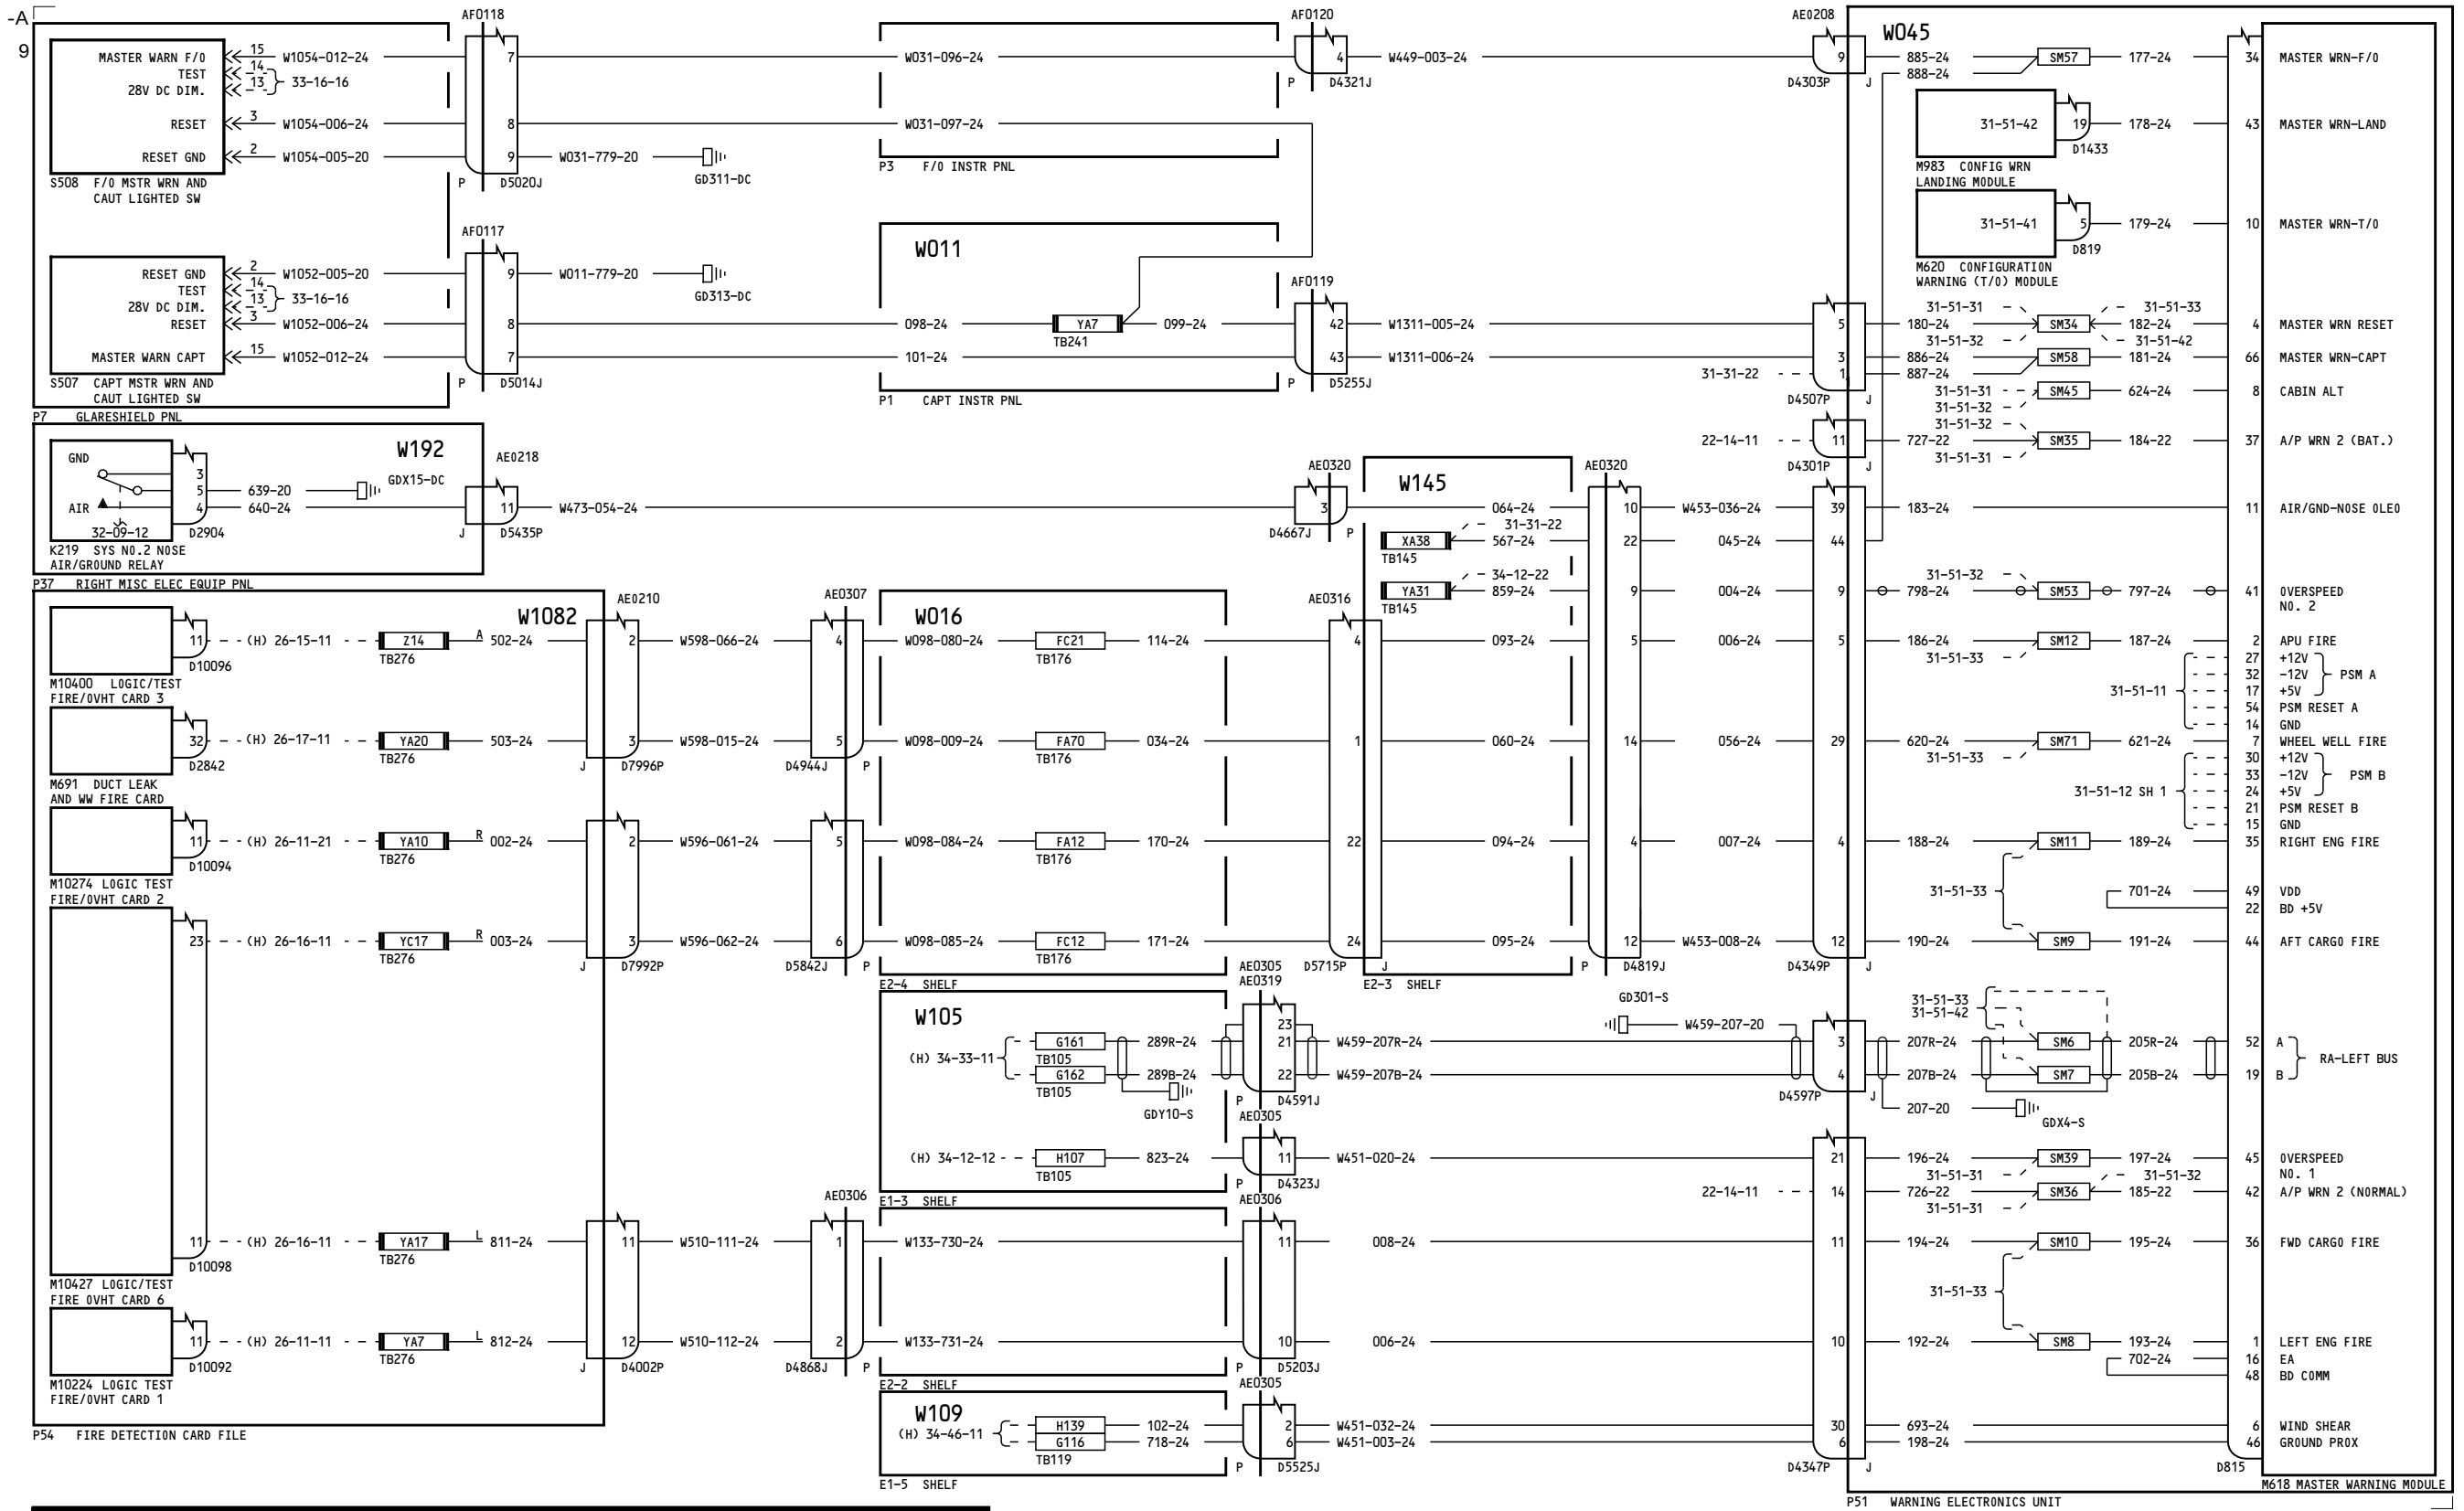 -A
9
AF0118
AF0120
AE0208
W045
MASTER WARN F/O
15
W1054-012-24
7
W031-096-24
4
W449-003-24
9
885-24
SM57
177-24
34
MASTER WRN-F/O
TEST
14
33-16-16
P
D4321J
D4303P
J
888-24
28V DC DIM.
13
RESET
3
W1054-006-24
8
W031-097-24
31-51-42
19
178-24
43
MASTER WRN-LAND
D1433
RESET GND
2
W1054-005-20
9
W031-779-20
GD311-DC
P3 F/O INSTR PNL
M983 CONFIG WRN
LANDING MODULE
S508 F/O MSTR WRN AND
CAUT LIGHTED SW
P
D5020J
31-51-41
5
179-24
10
MASTER WRN-T/O
D819
M620 CONFIGURATION
WARNING (T/O) MODULE
AF0117
W011
RESET GND
2
W1052-005-20
9
W011-779-20
GD313-DC
AF0119
TEST
14
33-16-16
28V DC DIM.
13
31-51-31
31-51-33
RESET
3
W1052-006-24
8
098-24
YA7
TB241
099-24
42
W1311-005-24
5
180-24
SM34
182-24
4
MASTER WRN RESET
31-51-32
31-51-42
MASTER WARN CAPT
15
W1052-012-24
7
101-24
43
W1311-006-24
3
886-24
SM58
181-24
66
MASTER WRN-CAPT
31-31-22
1
887-24
S507 CAPT MSTR WRN AND
CAUT LIGHTED SW
P
D5014J
P1 CAPT INSTR PNL
P
D5255J
D4507P
J
31-51-31
SM45
624-24
8
CABIN ALT
31-51-32
P7 GLARESHIELD PNL
31-51-32
22-14-11
11
727-22
SM35
184-22
37
A/P WRN 2 (BAT.)
D4301P
J
31-51-31
W192
GND
3
5
639-20
GDX15-DC
AIR
4
640-24
32-09-12
D2904
K219 SYS NO.2 NOSE
AIR/GROUND RELAY
P37 RIGHT MISC ELEC EQUIP PNL
AE0218
11
J
D5435P
W473-054-24
AE0320
3
D4667J
P
W145
064-24
AE0320
10
W453-036-24
39
183-24
11
AIR/GND-NOSE OLEO
31-31-22
XA38
TB145
567-24
22
045-24
44
34-12-22
YA31
TB145
859-24
9
004-24
9
798-24
31-51-32
SM53
797-24
41
OVERSPEED
NO. 2
W1082
AE0210
AE0307
W016
AE0316
11
(H) 26-15-11
Z14
TB276
A
502-24
2
W598-066-24
4
W098-080-24
FC21
TB176
114-24
4
093-24
5
006-24
5
186-24
SM12
187-24
2
APU FIRE
D10096
31-51-33
M10400 LOGIC/TEST
FIRE/OVHT CARD 3
31-51-11
27
+12V
32
-12V
PSM A
17
+5V
54
PSM RESET A
14
GND
32
(H) 26-17-11
YA20
TB276
503-24
3
W598-015-24
5
W098-009-24
FA70
TB176
034-24
1
060-24
14
056-24
29
620-24
SM71
621-24
7
WHEEL WELL FIRE
D2842
J
D7996P
D4944J
P
31-51-33
M691 DUCT LEAK
AND WW FIRE CARD
31-51-12 SH 1
30
+12V
33
-12V
PSM B
24
+5V
21
PSM RESET B
15
GND
11
(H) 26-11-21
YA10
TB276
R
002-24
2
W596-061-24
5
W098-084-24
FA12
TB176
170-24
22
094-24
4
007-24
4
188-24
SM11
189-24
35
RIGHT ENG FIRE
D10094
M10274 LOGIC TEST
FIRE/OVHT CARD 2
31-51-33
701-24
49
VDD
22
BD +5V
23
(H) 26-16-11
YC17
TB276
R
003-24
3
W596-062-24
6
W098-085-24
FC12
TB176
171-24
24
095-24
12
W453-008-24
12
190-24
SM9
191-24
44
AFT CARGO FIRE
J
D7992P
D5842J
P
D5715P
J
P
D4819J
D4349P
J
E2-4 SHELF
E2-3 SHELF
W105
AE0305
AE0319
GD301-S
W459-207-20
31-51-33
31-51-42
23
(H) 34-33-11
G161
TB105
289R-24
21
W459-207R-24
3
207R-24
SM6
205R-24
52
A
RA-LEFT BUS
G162
TB105
289B-24
22
W459-207B-24
4
207B-24
SM7
205B-24
19
B
GDY10-S
P
D4591J
D4597P
J
207-20
GDX4-S
AE0305
(H) 34-12-12
H107
TB105
823-24
11
W451-020-24
21
196-24
SM39
197-24
45
OVERSPEED
NO. 1
P
D4323J
31-51-31
31-51-32
E1-3 SHELF
22-14-11
14
726-22
SM36
185-22
42
A/P WRN 2 (NORMAL)
31-51-31
AE0306
AE0306
11
(H) 26-16-11
YA17
TB276
L
811-24
11
W510-111-24
1
W133-730-24
11
008-24
11
194-24
SM10
195-24
36
FWD CARGO FIRE
D10098
M10427 LOGIC/TEST
FIRE OVHT CARD 6
31-51-33
11
(H) 26-11-11
YA7
TB276
L
812-24
12
W510-112-24
2
W133-731-24
10
006-24
10
192-24
SM8
193-24
1
LEFT ENG FIRE
D10092
J
D4002P
D4868J
P
P
D5203J
702-24
16
EA
48
BD COMM
M10224 LOGIC TEST
FIRE/OVHT CARD 1
E2-2 SHELF
AE0305
W109
(H) 34-46-11
H139
102-24
2
W451-032-24
30
693-24
6
WIND SHEAR
G116
TB119
718-24
6
W451-003-24
6
198-24
46
GROUND PROX
P54 FIRE DETECTION CARD FILE
P
D5525J
D4347P
J
D815
E1-5 SHELF
M618 MASTER WARNING MODULE
P51 WARNING ELECTRONICS UNIT